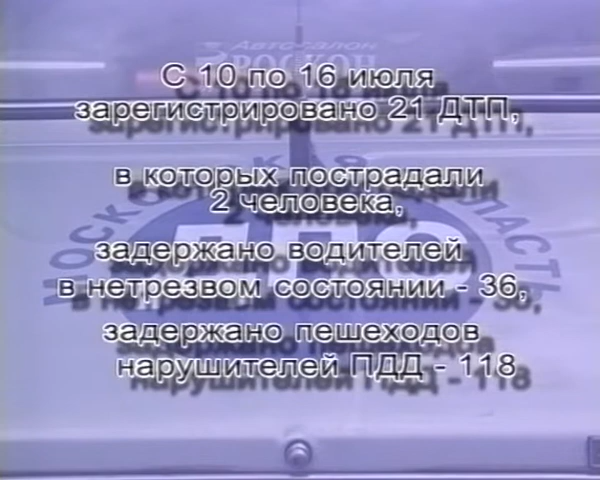 Автосалон
С 10 по 16 июля
зарегистрировано 21 ДТП,
в которых пострадали
2 человека,
задержано водителей
в нетрезвом состоянии - 36,
задержано пешеходов
нарушителей ПДД - 118